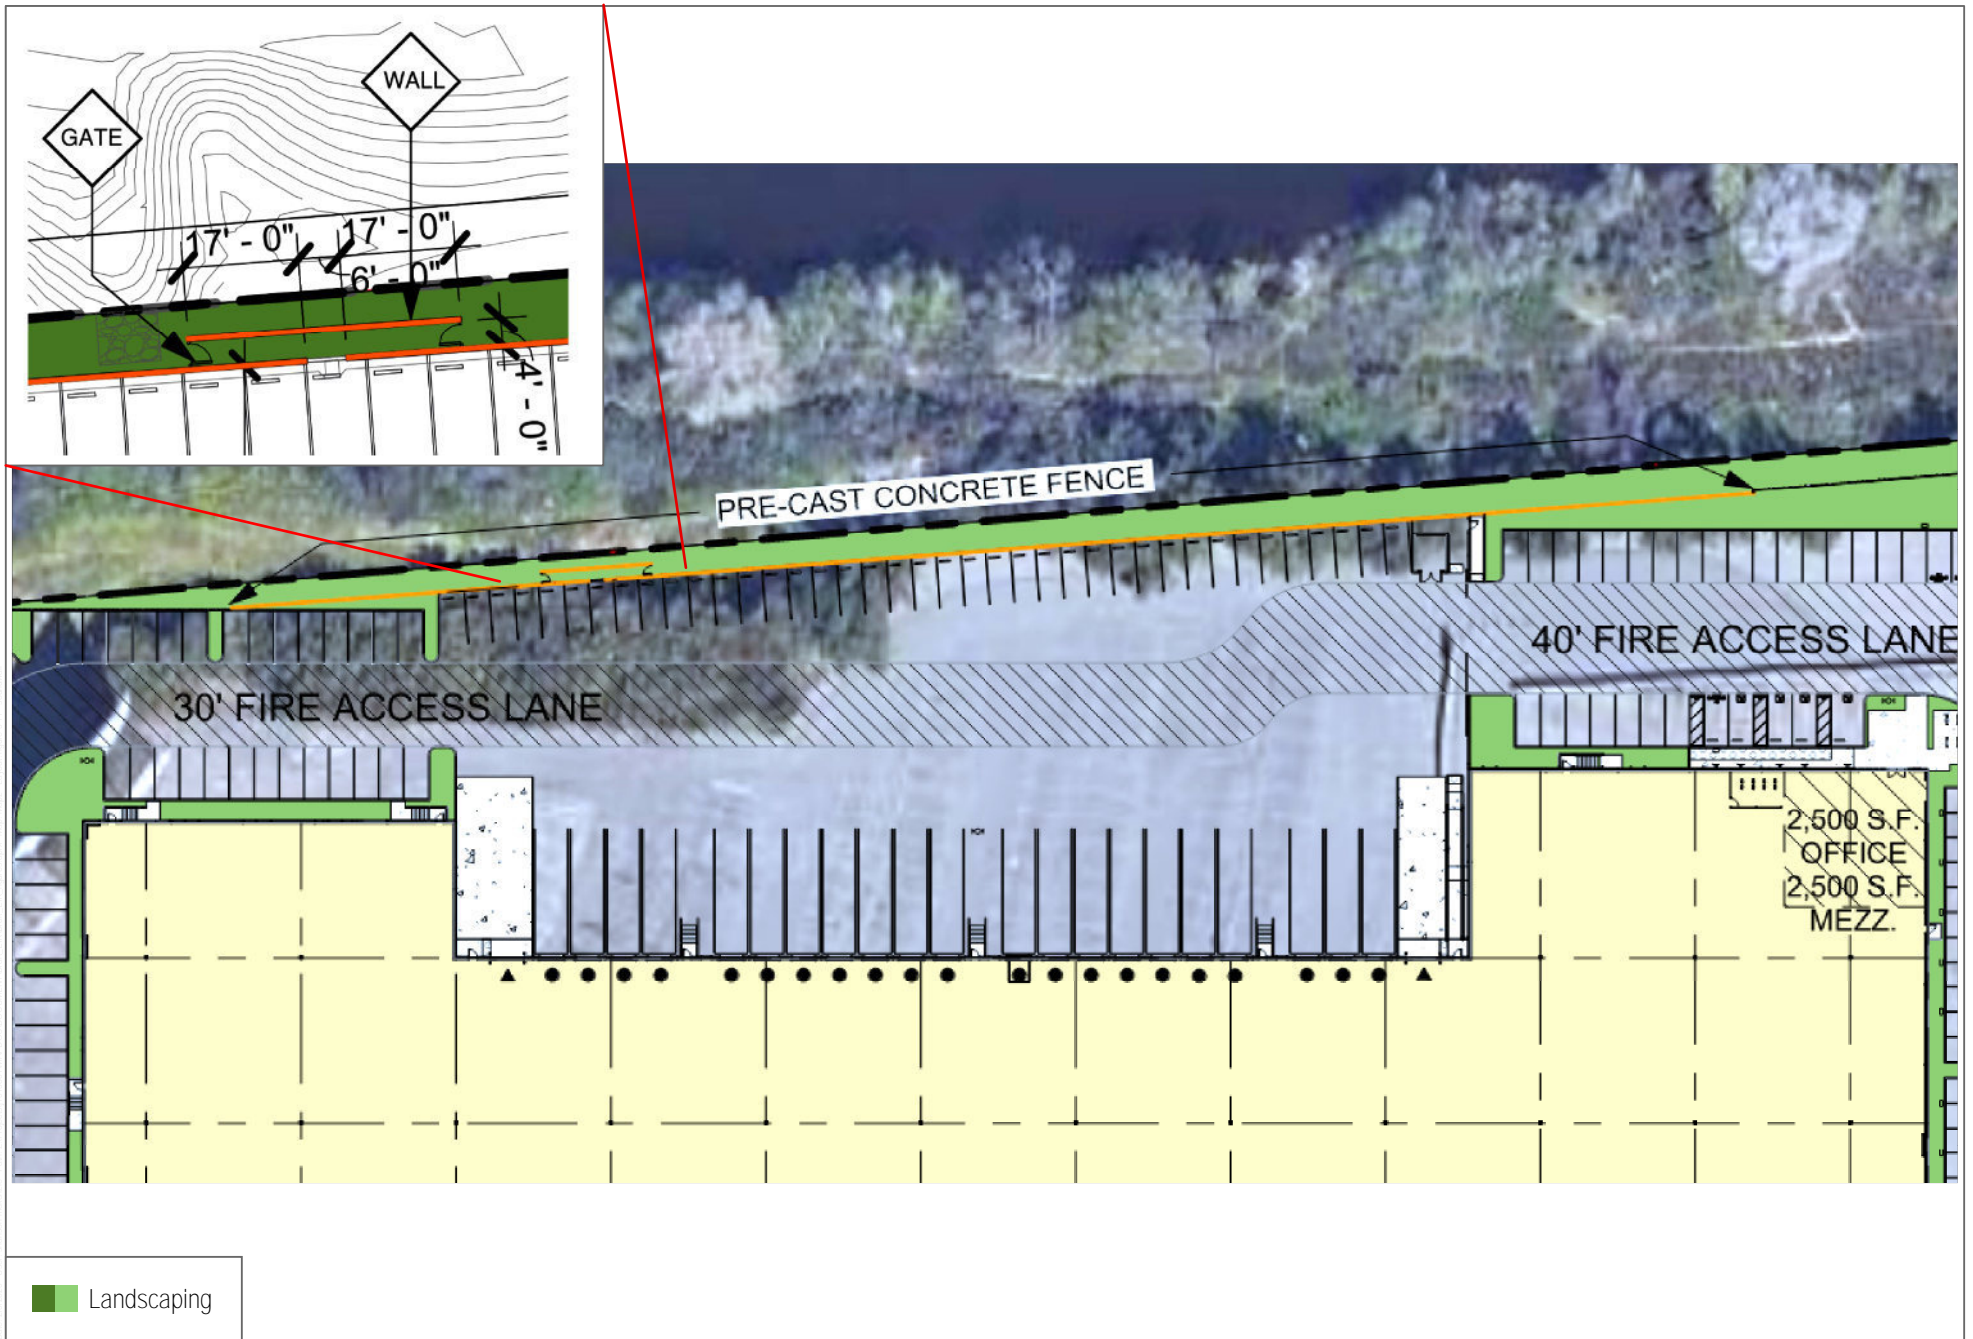 WALL
GATE
17' - 0"
17' - 0"
6' - 0"
4' - 0"
PRE-CAST CONCRETE FENCE
40' FIRE ACCESS LANE
30' FIRE ACCESS LANE
2,500 S.F.
OFFICE
2,500 S.F.
MEZZ.
Landscaping